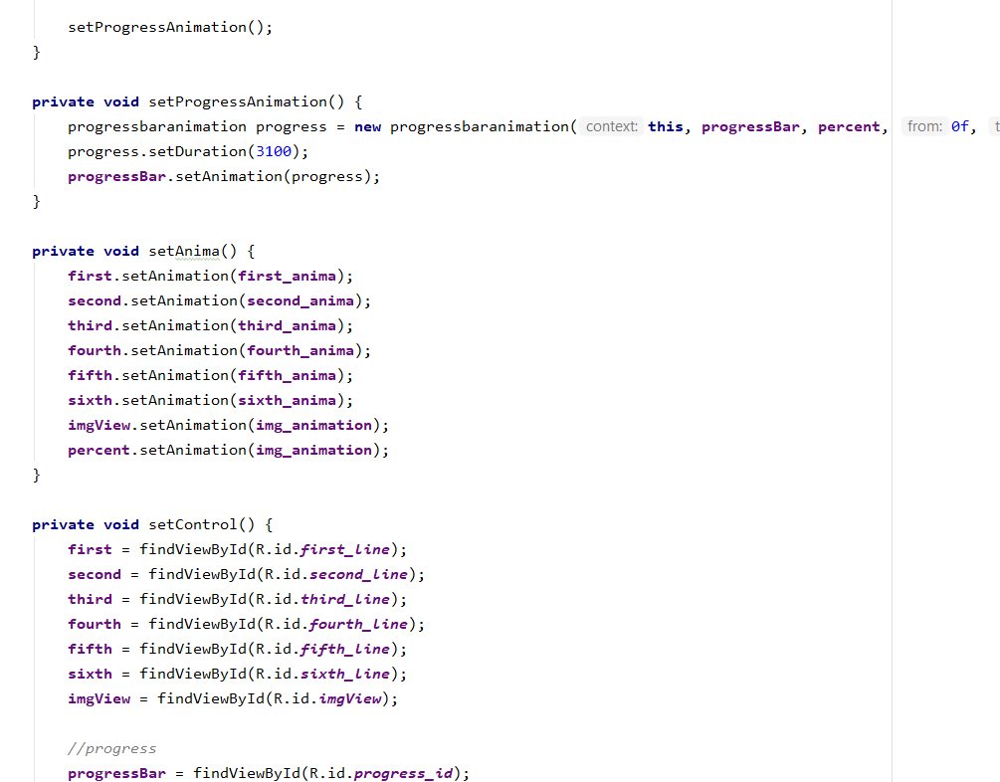 setProgressAnimation();
}
private void setProgressAnimation() {
progressbaranimation progress = new progressbaranimation( context: this, progressBar, percent, from: 0f, t
progress.setDuration(3100);
progressBar.setAnimation(progress);
}
private void setAnima() {
first.setAnimation(first_anima);
second.setAnimation(second_anima);
third.setAnimation(third_anima);
fourth.setAnimation(fourth_anima);
fifth.setAnimation(fifth_anima);
sixth.setAnimation(sixth_anima);
imgView.setAnimation(img_animation);
percent.setAnimation(img_animation);
}
private void setControl() {
first = findViewById(R.id.first_line);
second = findViewById(R.id.second_line);
third = findViewById(R.id.third_line);
fourth = findViewById(R.id.fourth_line);
fifth = findViewById(R.id.fifth_line);
sixth = findViewById(R.id.sixth_line);
imgView = findViewById(R.id.imgView);
//progress
progressBar = findViewById(R.id.progress_id);